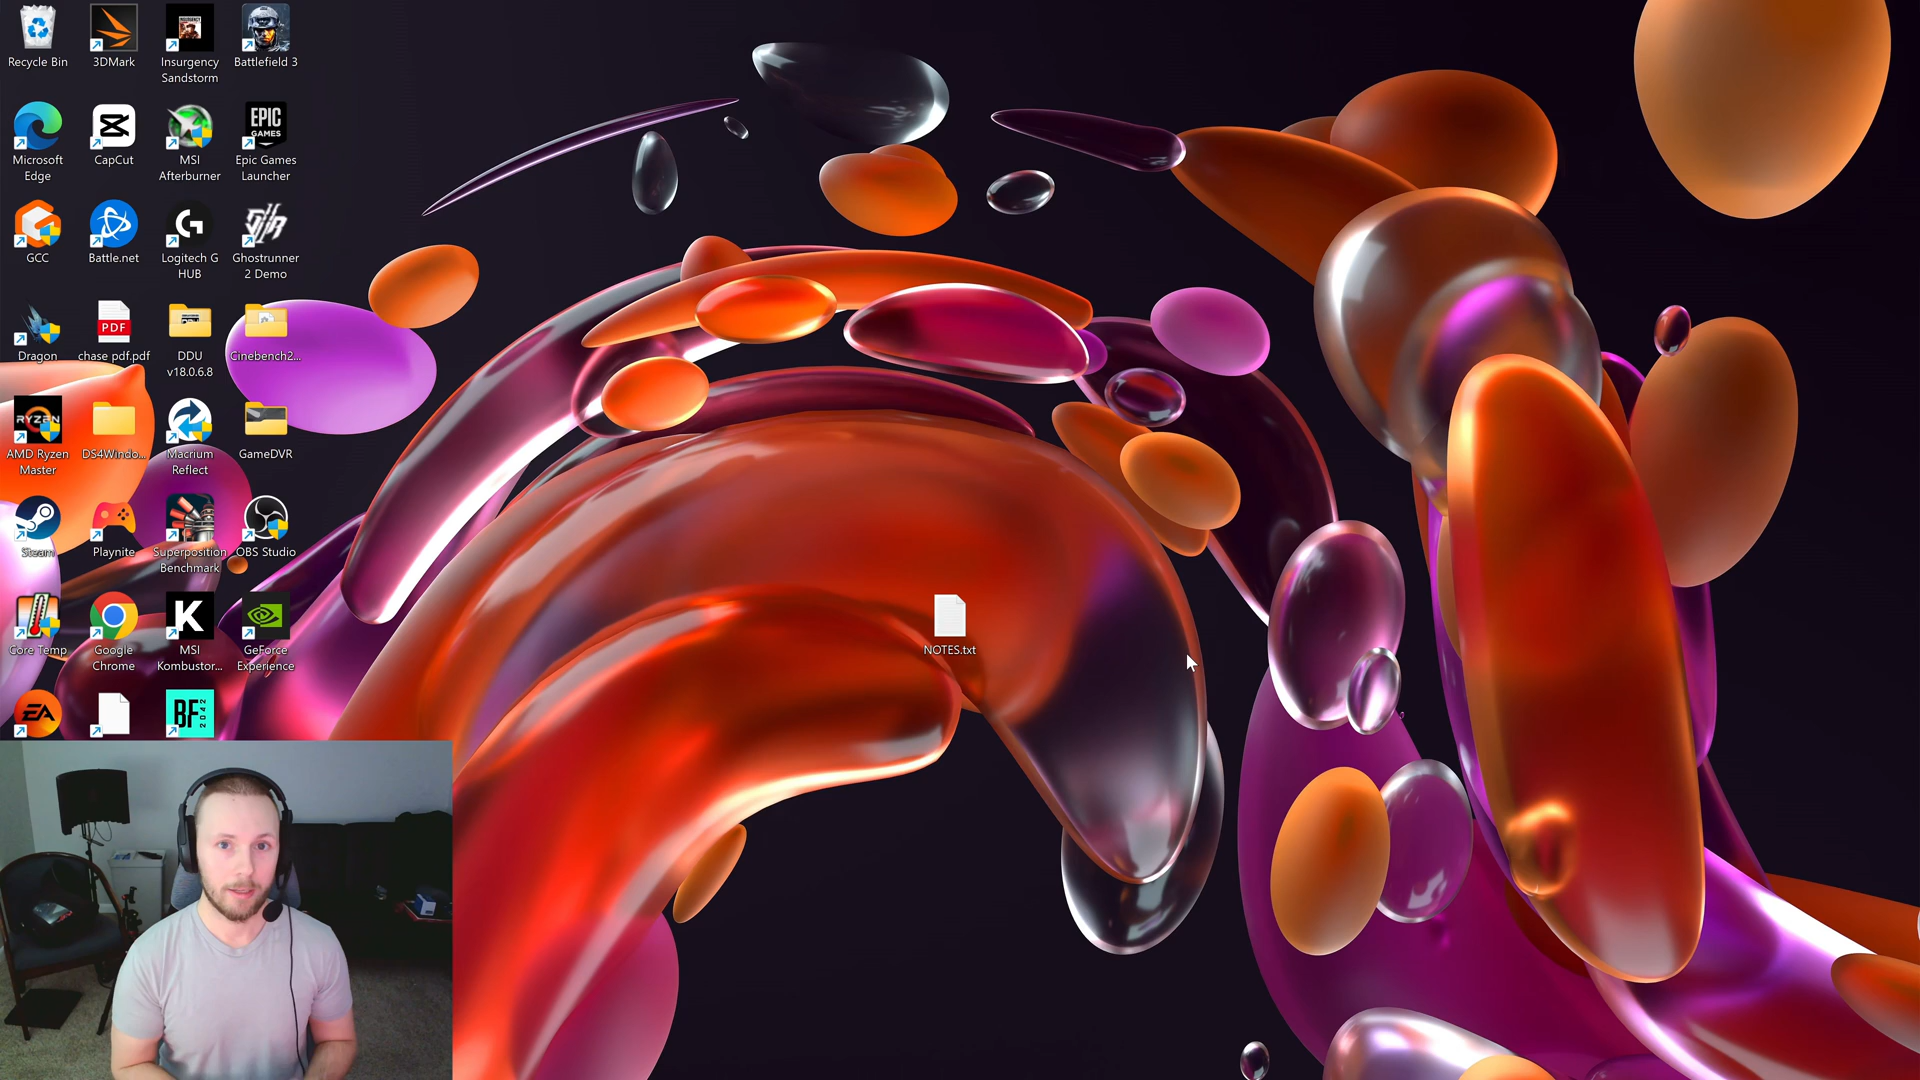 Recycle Bin
3DMark
Insurgency
Sandstorm
INSURGENCY
Battlefield 3
Microsoft
Edge
CapCut
MSI
Afterburner
EPIC
GAMES
Epic Games
Launcher
GCC
Battle.net
Logitech G
HUB
Ghostrunner
2 Demo
Dragon
PDF
chase pdf.pdf
DDU
v18.0.6.8
Cinebench2...
RYZEN
AMD Ryzen
Master
DS4Windo...
Macrium
Reflect
GameDVR
Steam
Playnite
Superposition
Benchmark
OBS Studio
Core Temp
Google
Chrome
K
MSI
Kombustor...
GeForce
Experience
NOTES.txt
EA
BF
2042